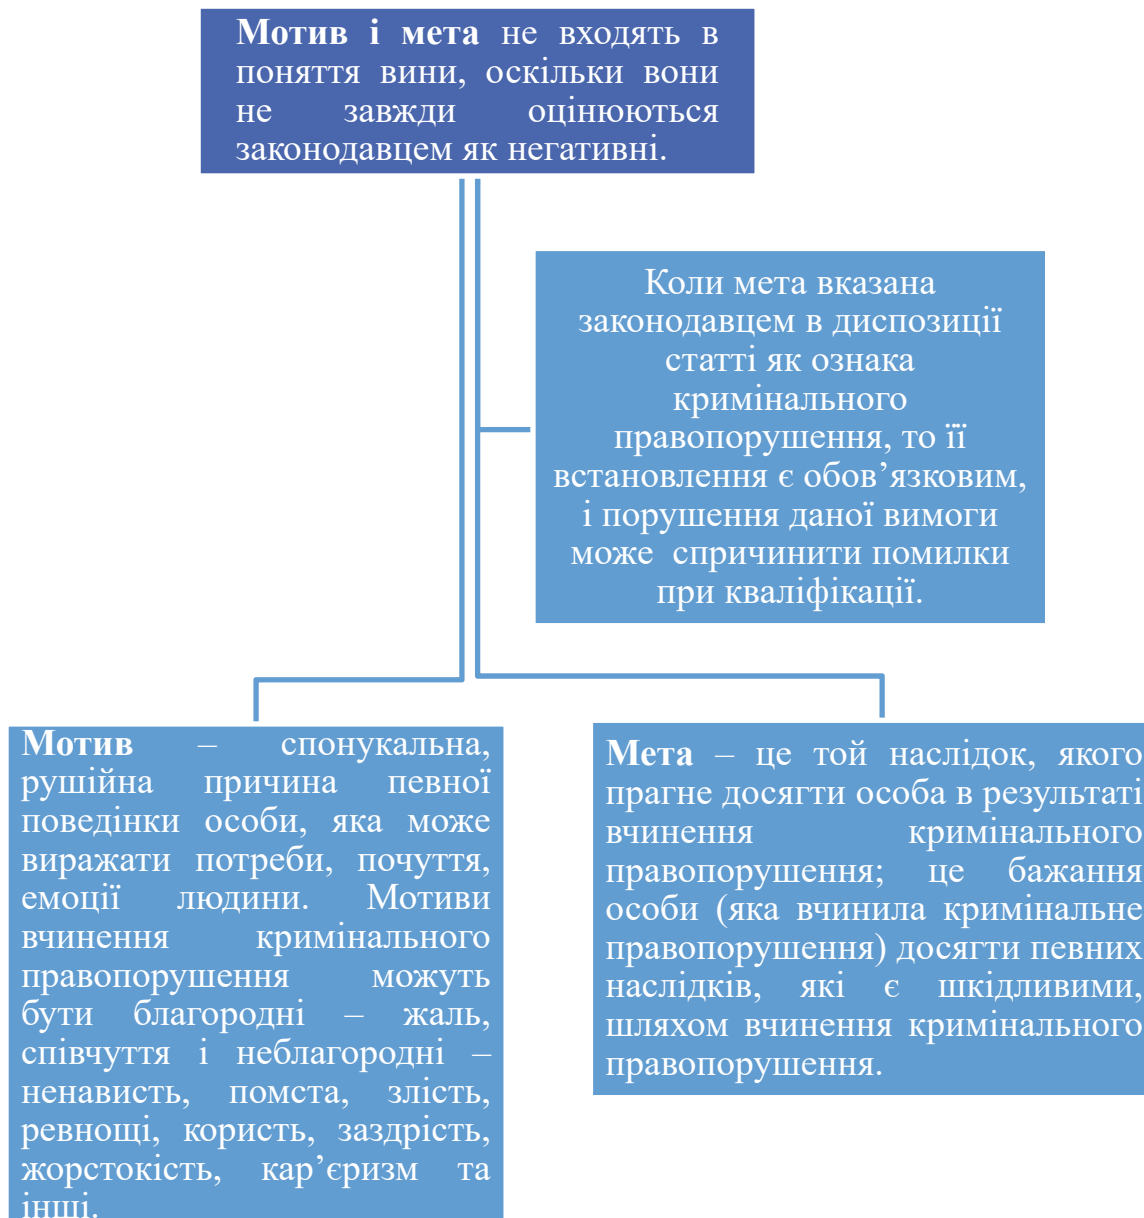 Мотив і мета не входять в
поняття вини, оскільки вони
не завжди оцінюються
законодавцем як негативні.
Коли мета вказана
законодавцем в диспозиції
статті як ознака
кримінального
правопорушення, то її
встановлення є обов’язковим,
і порушення даної вимоги
може спричинити помилки
при кваліфікації.
Мотив – спонукальна,
рушійна причина певної
поведінки особи, яка може
виражати потреби, почуття,
емоції людини. Мотиви
вчинення кримінального
правопорушення можуть
бути благородні – жаль,
співчуття і неблагородні –
ненависть, помста, злість,
ревнощі, користь, заздрість,
жорстокість, кар’єризм та
інші.
Мета – це той наслідок, якого
прагне досягти особа в результаті
вчинення кримінального
правопорушення; це бажання
особи (яка вчинила кримінальне
правопорушення) досягти певних
наслідків, які є шкідливими,
шляхом вчинення кримінального
правопорушення.